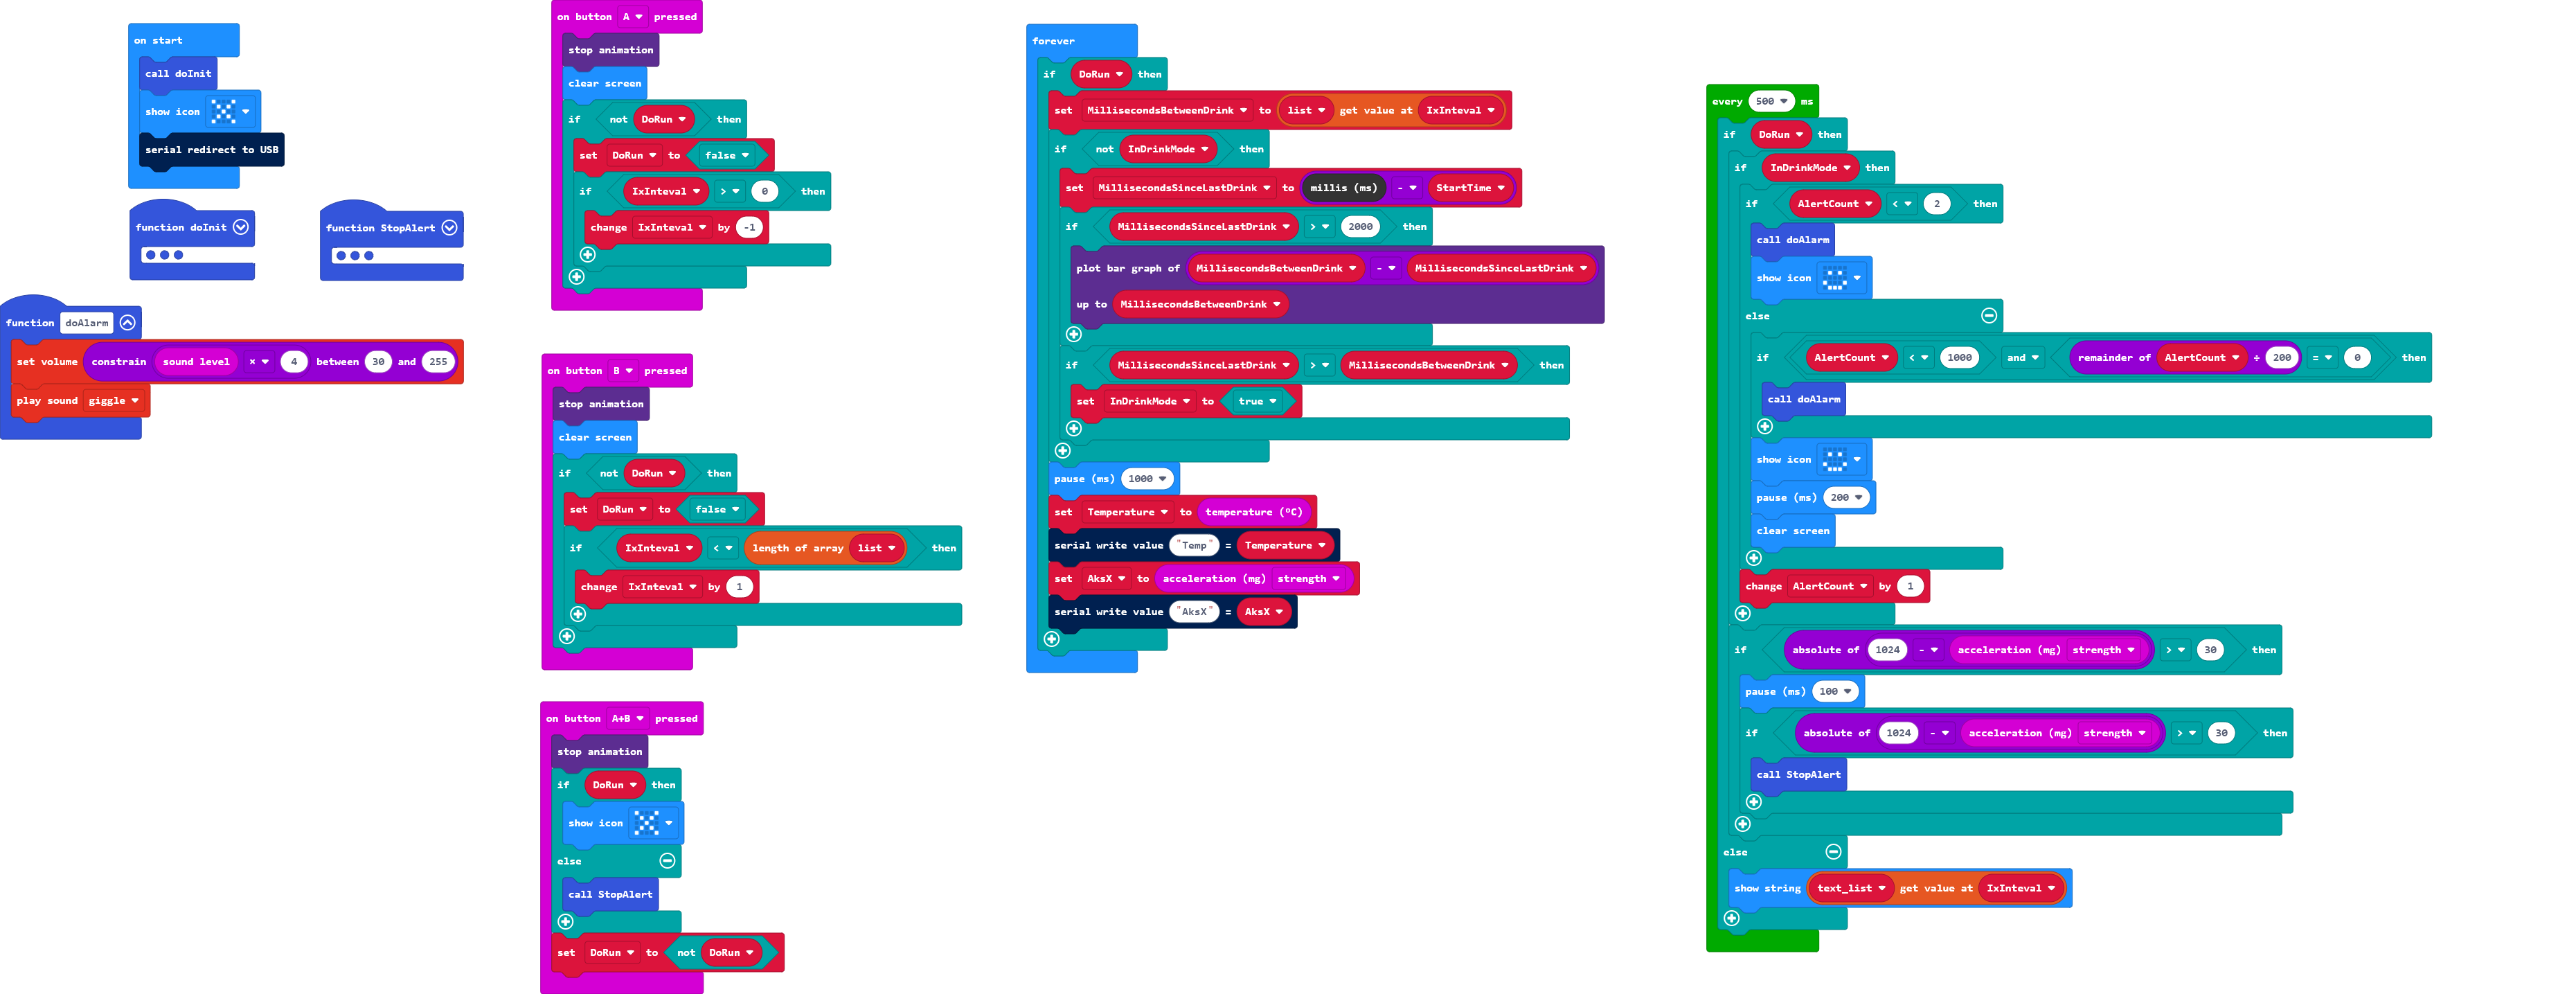 on start
call doInit
show icon
serial redirect to USB
function doInit
function StopAlert
function doAlarm
set volume constrain sound level × 4 between 30 and 255
play sound giggle
on button A pressed
stop animation
clear screen
if not DoRun then
set DoRun to false
if IxInteval > 0 then
change IxInteval by -1
on button B pressed
stop animation
clear screen
if not DoRun then
set DoRun to false
if IxInteval < length of array list then
change IxInteval by 1
on button A+B pressed
stop animation
if DoRun then
show icon
else
call StopAlert
set DoRun to not DoRun
forever
if DoRun then
set MillisecondsBetweenDrink to list get value at IxInteval
if not InDrinkMode then
set MillisecondsSinceLastDrink to millis (ms) - StartTime
if MillisecondsSinceLastDrink > 2000 then
plot bar graph of MillisecondsBetweenDrink - MillisecondsSinceLastDrink
up to MillisecondsBetweenDrink
if MillisecondsSinceLastDrink > MillisecondsBetweenDrink then
set InDrinkMode to true
pause (ms) 1000
set Temperature to temperature (°C)
serial write value "Temp" = Temperature
set AksX to acceleration (mg) strength
serial write value "AksX" = AksX
every 500 ms
if DoRun then
if InDrinkMode then
if AlertCount < 2 then
call doAlarm
show icon
else
if AlertCount < 1000 and remainder of AlertCount ÷ 200 = 0 then
call doAlarm
show icon
pause (ms) 200
clear screen
change AlertCount by 1
if absolute of 1024 - acceleration (mg) strength > 30 then
pause (ms) 100
if absolute of 1024 - acceleration (mg) strength > 30 then
call StopAlert
else
show string text_list get value at IxInteval